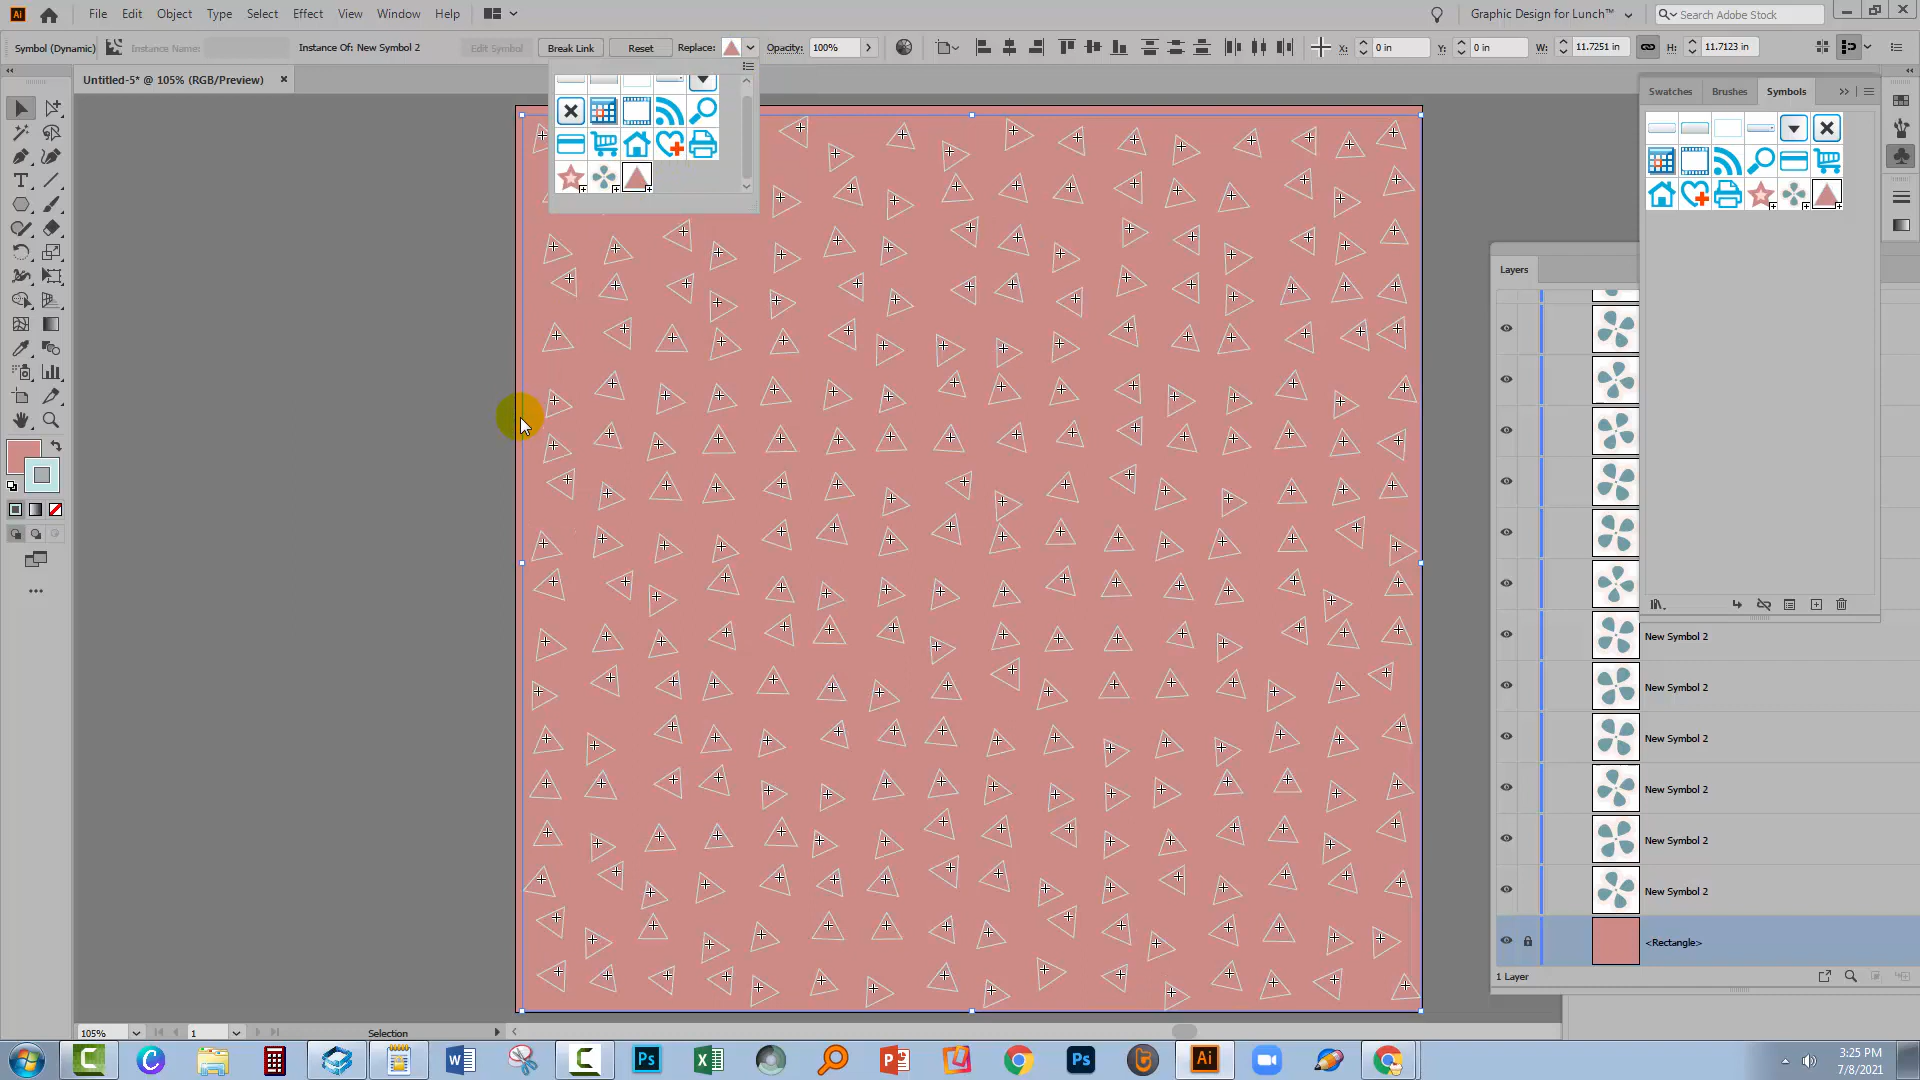 Ai File Edit Object Type Select Effect View Window Help Graphic Design for Lunch™ Search Adobe Stock
Symbol (Dynamic) Instance Name: Instance Of: New Symbol 2 Edit Symbol Break Link Reset Replace: Opacity: 100% X: 0 in Y: 0 in W: 11.7251 in H: 11.7123 in
Untitled-5* @ 105% (RGB/Preview)
Swatches Brushes Symbols
Layers
New Symbol 2
New Symbol 2
New Symbol 2
New Symbol 2
New Symbol 2
New Symbol 2
<Rectangle>
1 Layer
105% 1 Selection
3:25 PM
7/8/2021